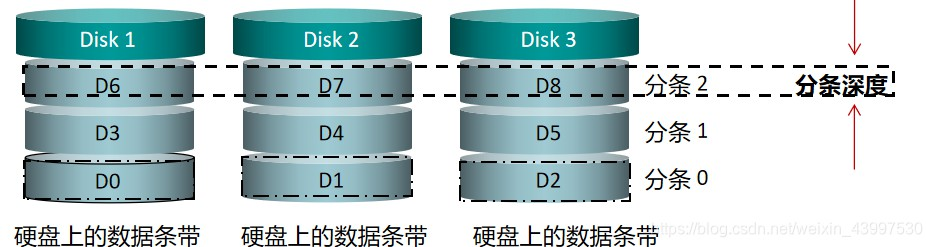 Disk 1 Disk 2 Disk 3
D6 D7 D8 分条 2 分条深度
D3 D4 D5 分条 1
D0 D1 D2 分条 0
硬盘上的数据条带 硬盘上的数据条带 硬盘上的数据条带
https://blog.csdn.net/weixin_43997530